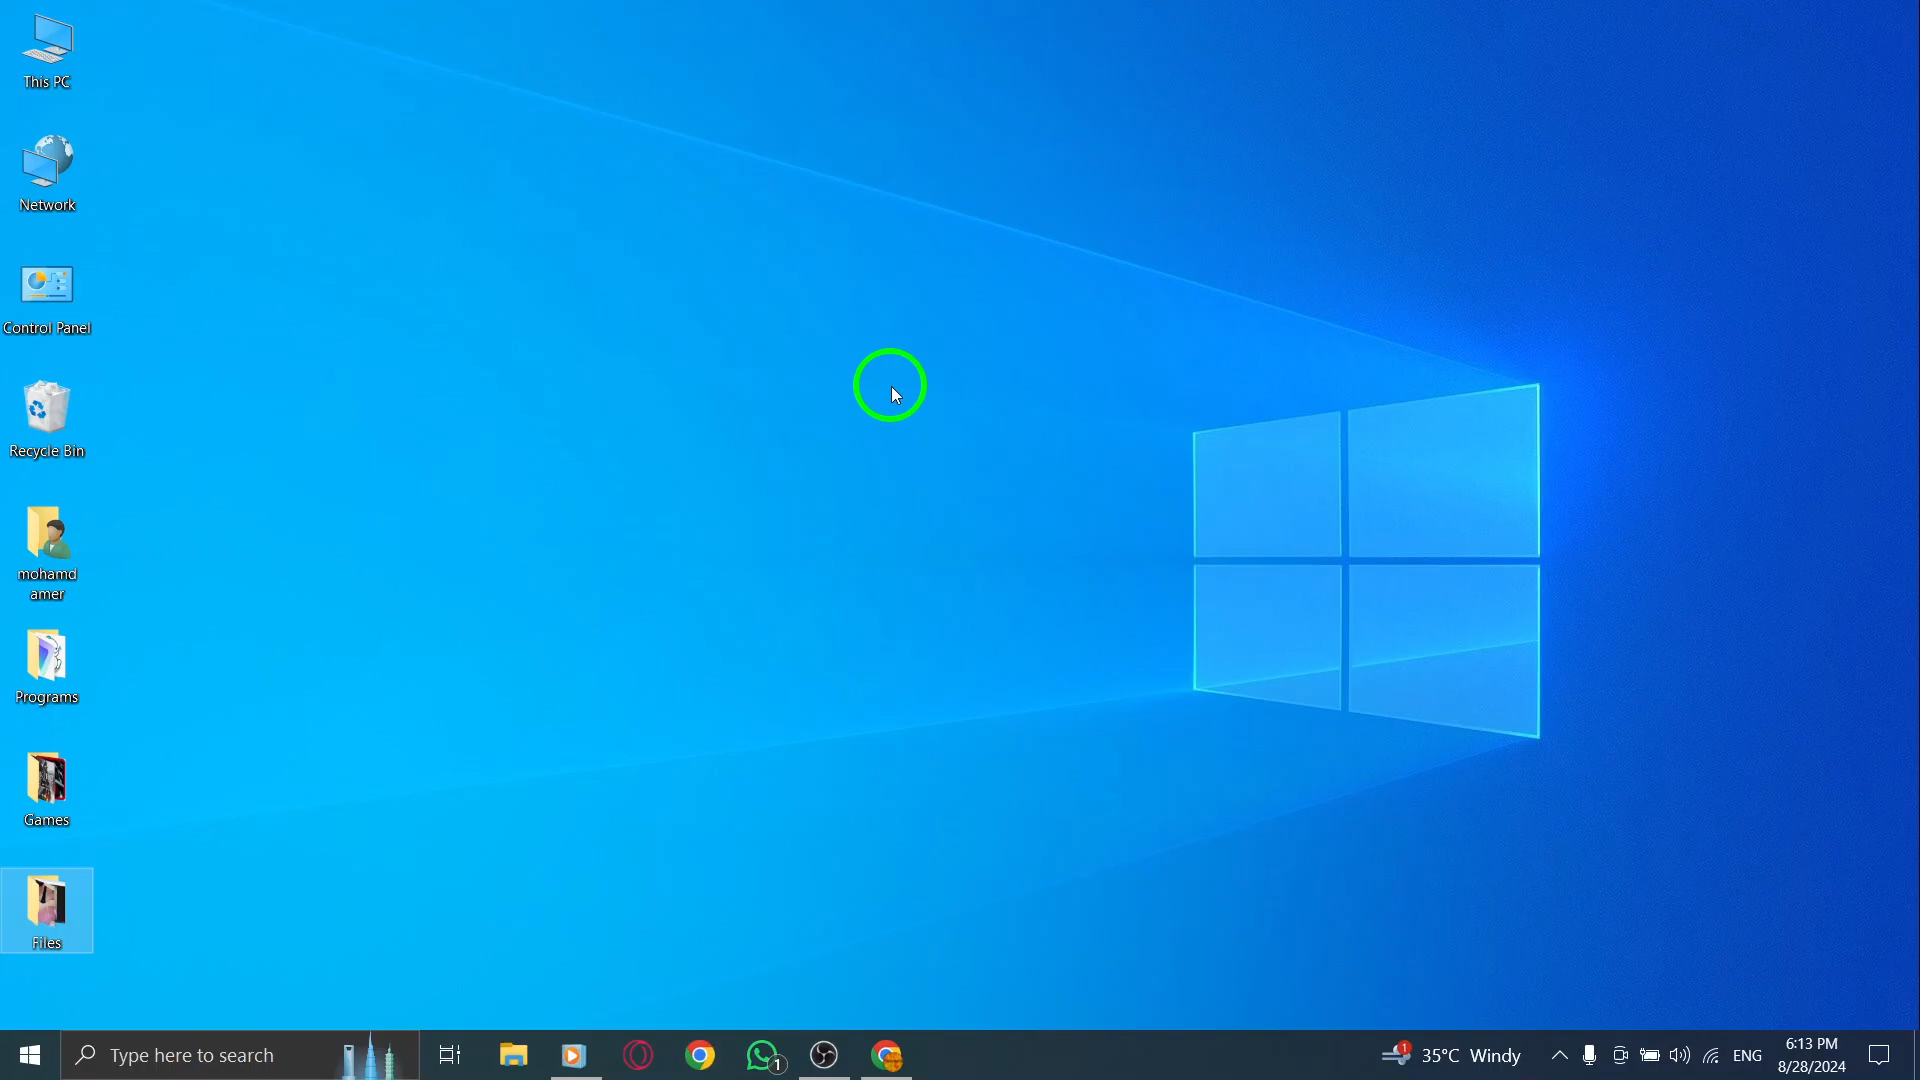 This PC
Network
Control Panel
Recycle Bin
mohamd
amer
Programs
Games
Files
Type here to search
1
1
35°C Windy
ENG
6:13 PM
8/28/2024